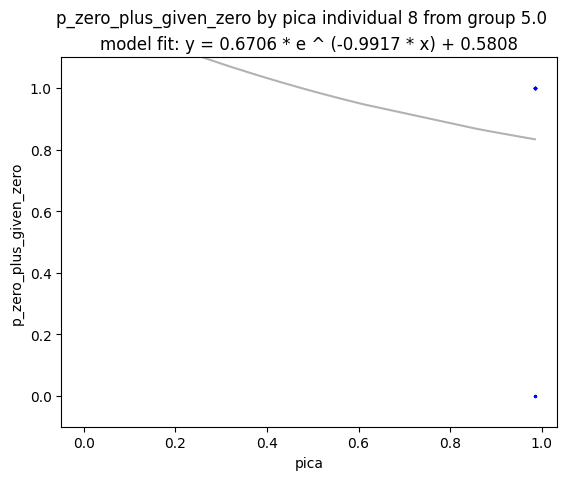 p_zero_plus_given_zero by pica individual 8 from group 5.0
model fit: y = 0.6706 * e ^ (-0.9917 * x) + 0.5808
1.0
0.8
0.6
0.4
0.2
0.0
p_zero_plus_given_zero
0.0 0.2 0.4 0.6 0.8 1.0
pica